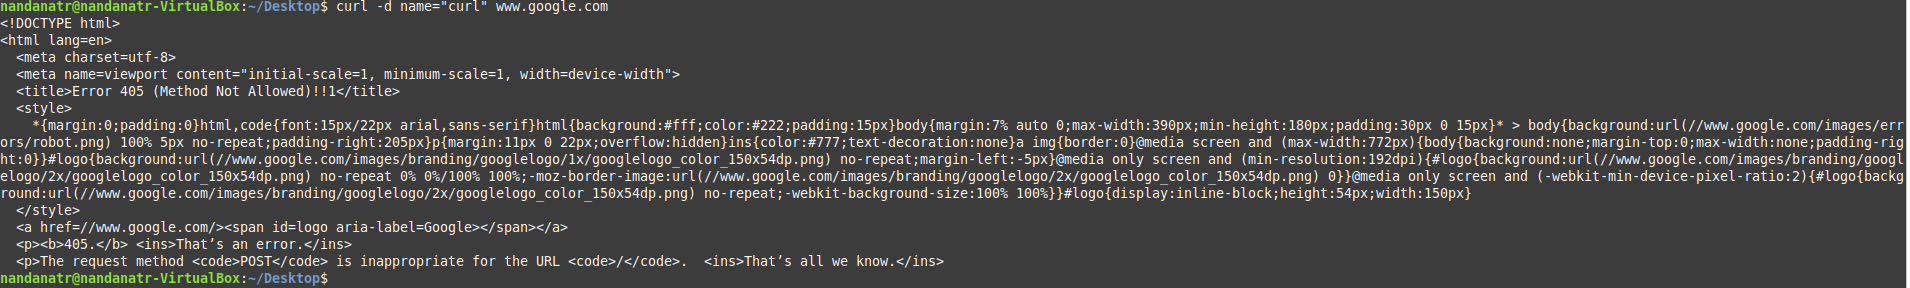 nandanatr@nandanatr-VirtualBox:~/Desktop$ curl -d name="curl" www.google.com
<!DOCTYPE html>
<html lang=en>
  <meta charset=utf-8>
  <meta name=viewport content="initial-scale=1, minimum-scale=1, width=device-width">
  <title>Error 405 (Method Not Allowed)!!1</title>
  <style>
    *{margin:0;padding:0}html,code{font:15px/22px arial,sans-serif}html{background:#fff;color:#222;padding:15px}body{margin:7% auto 0;max-width:390px;min-height:180px;padding:30px 0 15px}* > body{background:url(//www.google.com/images/err
ors/robot.png) 100% 5px no-repeat;padding-right:205px}p{margin:11px 0 22px;overflow:hidden}ins{color:#777;text-decoration:none}a img{border:0}@media screen and (max-width:772px){body{background:none;margin-top:0;max-width:none;padding-rig
ht:0}}#logo{background:url(//www.google.com/images/branding/googlelogo/1x/googlelogo_color_150x54dp.png) no-repeat;margin-left:-5px}@media only screen and (min-resolution:192dpi){#logo{background:url(//www.google.com/images/branding/googl
elogo/2x/googlelogo_color_150x54dp.png) no-repeat 0% 0%/100% 100%;-moz-border-image:url(//www.google.com/images/branding/googlelogo/2x/googlelogo_color_150x54dp.png) 0}}@media only screen and (-webkit-min-device-pixel-ratio:2){#logo{backg
round:url(//www.google.com/images/branding/googlelogo/2x/googlelogo_color_150x54dp.png) no-repeat;-webkit-background-size:100% 100%}}#logo{display:inline-block;height:54px;width:150px}
  </style>
  <a href=//www.google.com/><span id=logo aria-label=Google></span></a>
  <p><b>405.</b> <ins>That’s an error.</ins>
  <p>The request method <code>POST</code> is inappropriate for the URL <code>/</code>.  <ins>That’s all we know.</ins>
nandanatr@nandanatr-VirtualBox:~/Desktop$